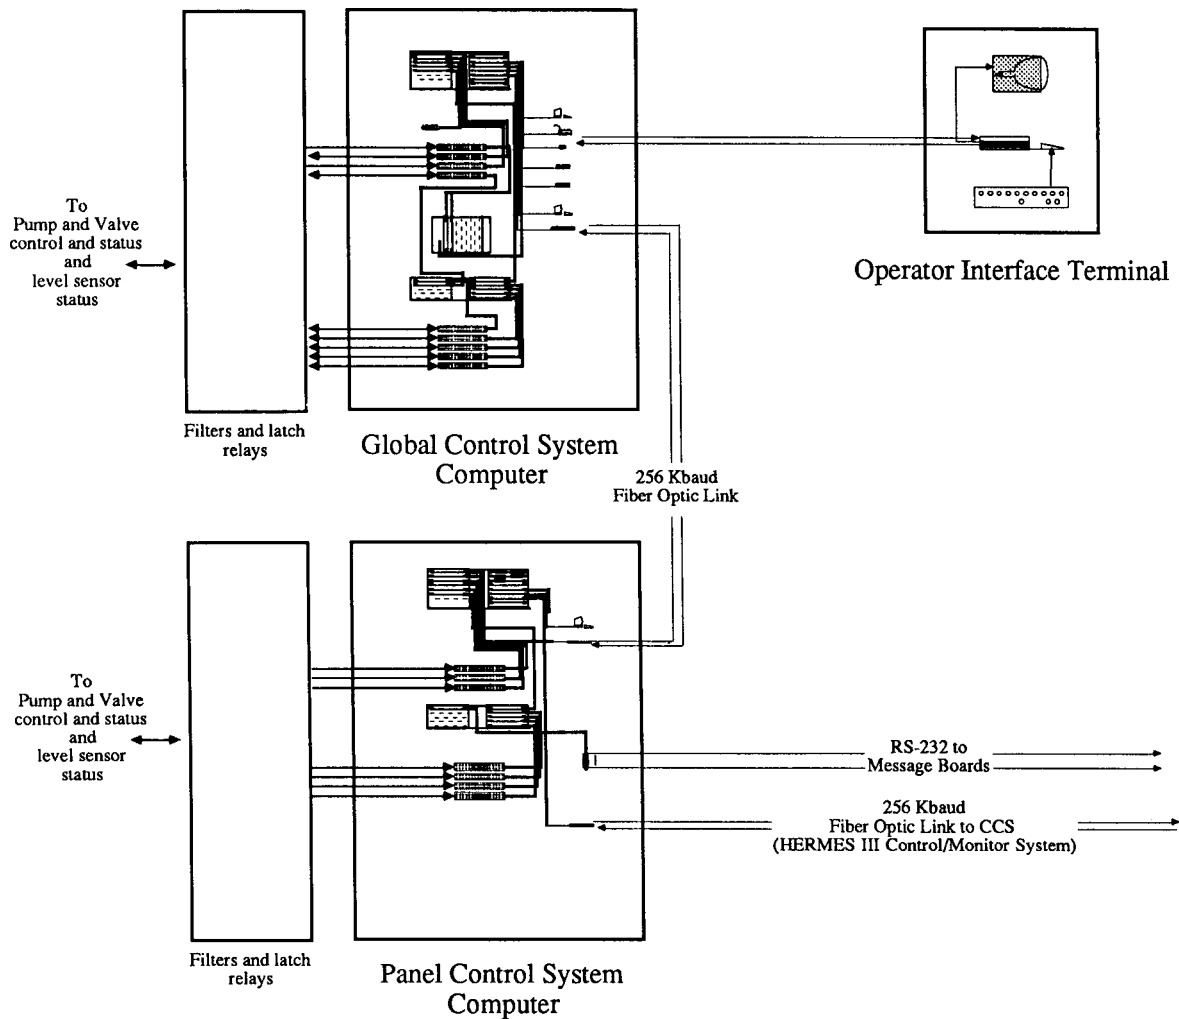 To
Pump and Valve
control and status
and
level sensor
status
Filters and latch
relays
Global Control System
Computer
Operator Interface Terminal
256 Kbaud
Fiber Optic Link
To
Pump and Valve
control and status
and
level sensor
status
RS-232 to
Message Boards
256 Kbaud
Fiber Optic Link to CCS
(HERMES III Control/Monitor System)
Filters and latch
relays
Panel Control System
Computer